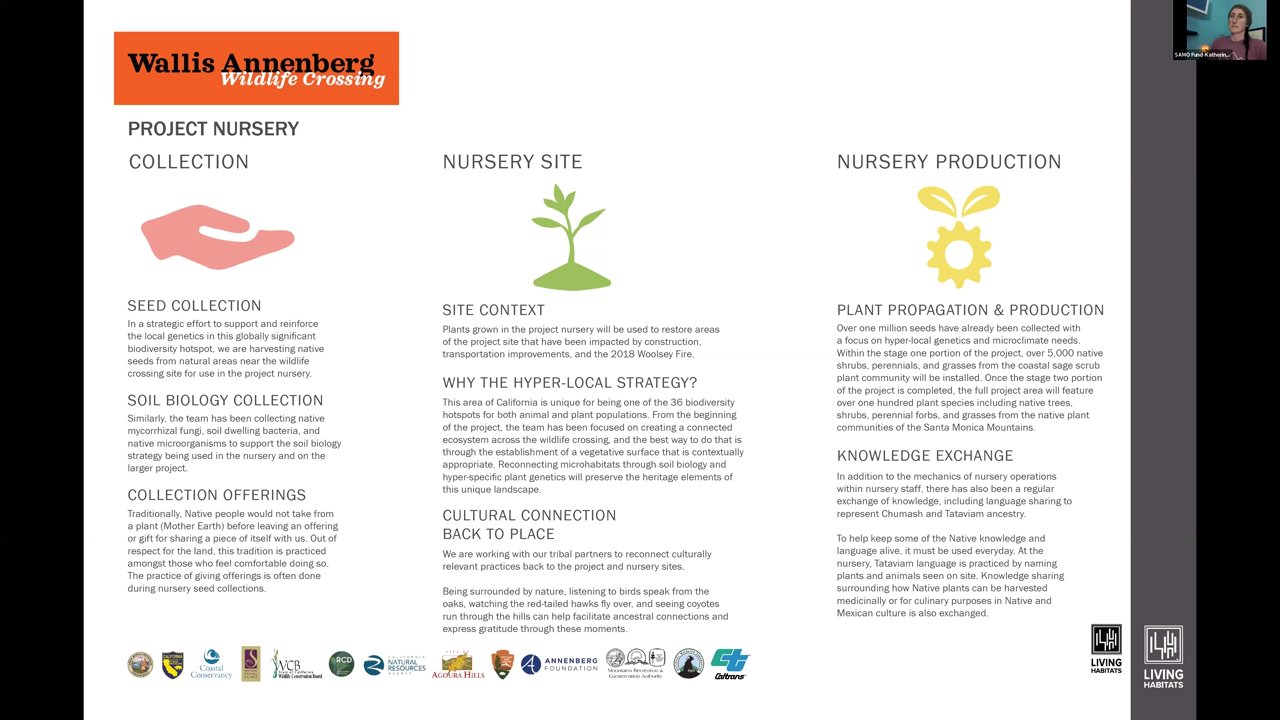 Wallis Annenberg
Wildlife Crossing
PROJECT NURSERY
COLLECTION
SEED COLLECTION
In a strategic effort to support and reinforce
the local genetics in this globally significant
biodiversity hotspot, we are harvesting native
seeds from natural areas near the wildlife
crossing site for use in the project nursery.
SOIL BIOLOGY COLLECTION
Similarly, the team has been collecting native
mycorrhizal fungi, soil dwelling bacteria, and
native microorganisms to support the soil biology
strategy being used in the nursery and on the
larger project.
COLLECTION OFFERINGS
Traditionally, Native people would not take from
a plant (Mother Earth) before leaving an offering
or gift for sharing a piece of itself with us. Out of
respect for the land, this tradition is practiced
amongst those who feel comfortable doing so.
The practice of giving offerings is often done
during nursery seed collections.
NURSERY SITE
SITE CONTEXT
Plants grown in the project nursery will be used to restore areas
of the project site that have been impacted by construction,
transportation improvements, and the 2018 Woolsey Fire.
WHY THE HYPER-LOCAL STRATEGY?
This area of California is unique for being one of the 36 biodiversity
hotspots for both animal and plant populations. From the beginning
of the project, the team has been focused on creating a connected
ecosystem across the wildlife crossing, and the best way to do that is
through the establishment of a vegetative surface that is contextually
appropriate. Reconnecting microhabitats through soil biology and
hyper-specific plant genetics will preserve the heritage elements of
this unique landscape.
CULTURAL CONNECTION
BACK TO PLACE
We are working with our tribal partners to reconnect culturally
relevant practices back to the project and nursery sites.
Being surrounded by nature, listening to birds speak from the
oaks, watching the red-tailed hawks fly over, and seeing coyotes
run through the hills can help facilitate ancestral connections and
express gratitude through these moments.
NURSERY PRODUCTION
PLANT PROPAGATION & PRODUCTION
Over one million seeds have already been collected with
a focus on hyper-local genetics and microclimate needs.
Within the stage one portion of the project, over 5,000 native
shrubs, perennials, and grasses from the coastal sage scrub
plant community will be installed. Once the stage two portion
of the project is completed, the full project area will feature
over one hundred plant species including native trees,
shrubs, perennial forbs, and grasses from the native plant
communities of the Santa Monica Mountains.
KNOWLEDGE EXCHANGE
In addition to the mechanics of nursery operations
within nursery staff, there has also been a regular
exchange of knowledge, including language sharing to
represent Chumash and Tataviam ancestry.
To help keep some of the Native knowledge and
language alive, it must be used everyday. At the
nursery, Tataviam language is practiced by naming
plants and animals seen on site. Knowledge sharing
surrounding how Native plants can be harvested
medicinally or for culinary purposes in Native and
Mexican culture is also exchanged.
Coastal
Conservancy
WCB
Wildlife Conservation Board
RCD
CALIFORNIA
NATURAL
RESOURCES
AGENCY
AGOURA HILLS
ANNENBERG
FOUNDATION
Mountains Recreation &
Conservation Authority
Caltrans
LIVING
HABITATS
LIVING
HABITATS
SAMO Fund-Katherin...